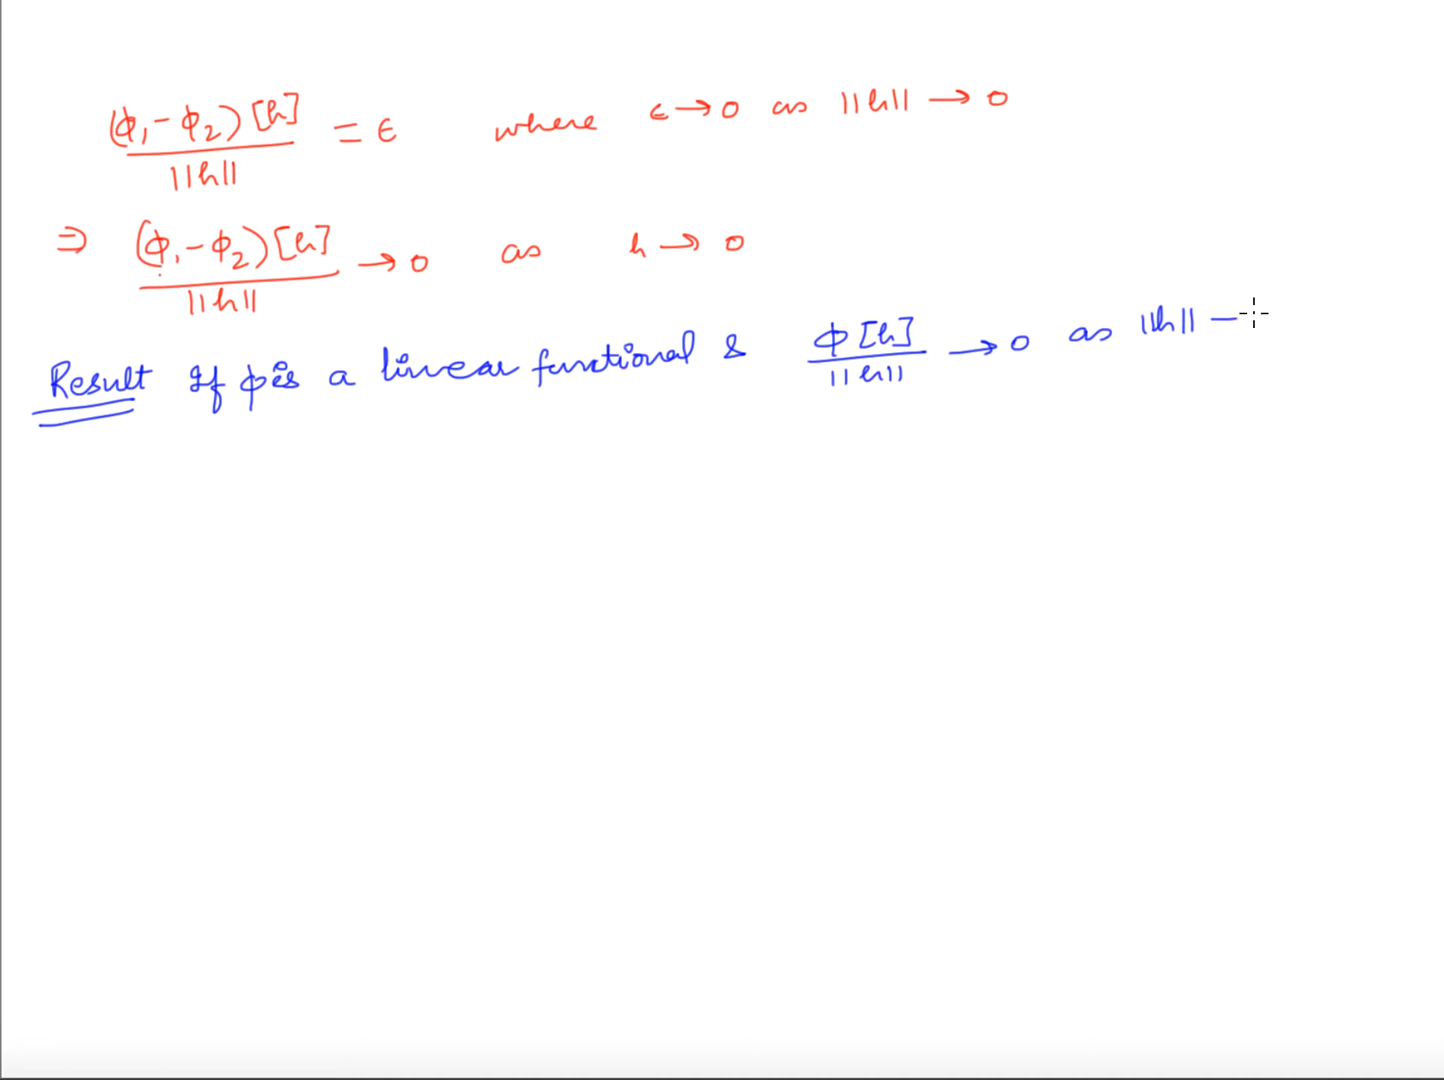 (ϕ₁-ϕ₂)[h] / ||h|| = ϵ where ϵ→0 as ||h||→0
⇒ (ϕ₁-ϕ₂)[h] / ||h|| →0 as h→0
Result If ϕ is a linear functional & ϕ[h] / ||h|| →0 as ||h|| —